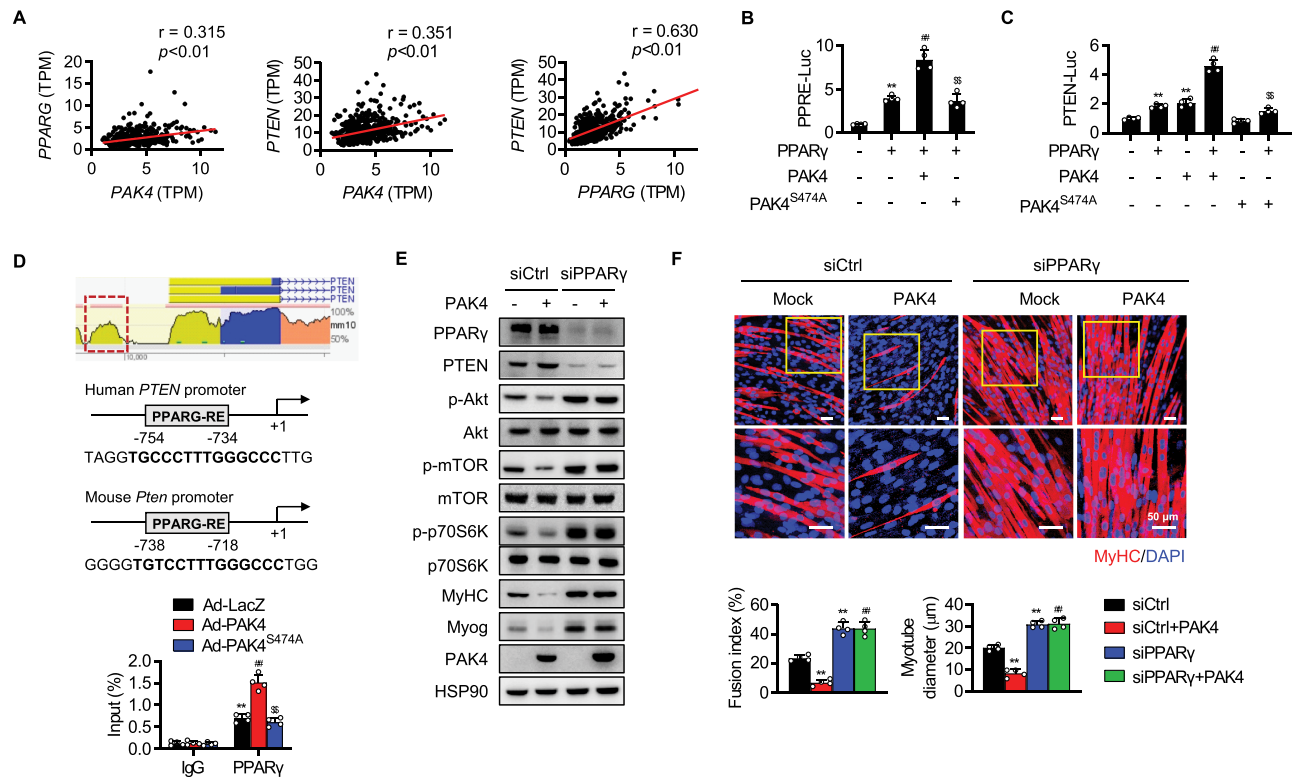 A
r = 0.315
p<0.01
PPARG (TPM)
20
15
10
5
0
0
5
10
PAK4 (TPM)
r = 0.351
p<0.01
PTEN (TPM)
50
40
30
20
10
0
0
5
10
PAK4 (TPM)
r = 0.630
p<0.01
PTEN (TPM)
50
40
30
20
10
0
0
5
10
PPARG (TPM)
B
PPRE-Luc
10
5
0
**
##
$$
PPARγ - + + +
PAK4 - - + -
PAK4S474A - - - +
C
PTEN-Luc
6
4
2
0
**
**
##
$$
PPARγ - + - + - +
PAK4 - - + + - -
PAK4S474A - - - - + +
D
PTEN
PTEN
PTEN
100%
mm10
50%
10,000
Human PTEN promoter
PPARG-RE
-754 -734 +1
TAGGTGCCCTTTGGGCCCTTG
Mouse Pten promoter
PPARG-RE
-738 -718 +1
GGGGTGTCCTTTGGGCCCTGG
Ad-LacZ
Ad-PAK4
Ad-PAK4S474A
Input (%)
2.0
1.5
1.0
0.5
0.0
**
##
$$
IgG PPARγ
E
siCtrl siPPARγ
PAK4 - + - +
PPARγ
PTEN
p-Akt
Akt
p-mTOR
mTOR
p-p70S6K
p70S6K
MyHC
Myog
PAK4
HSP90
F
siCtrl siPPARγ
Mock PAK4 Mock PAK4
50 μm
MyHC/DAPI
Fusion index (%)
60
40
20
0
**
**
##
Myotube
diameter (μm)
40
30
20
10
0
**
**
##
siCtrl
siCtrl+PAK4
siPPARγ
siPPARγ+PAK4